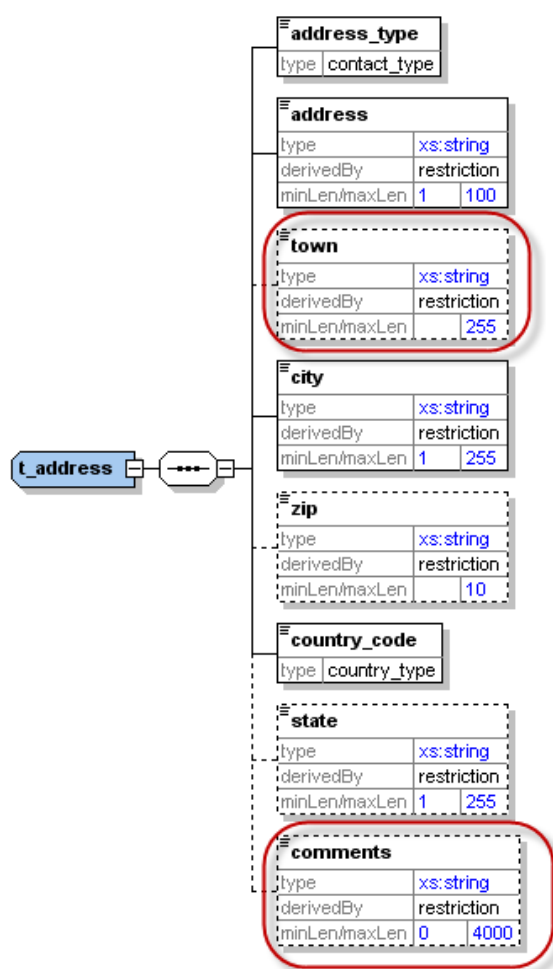 address_type
type contact_type
address
type xs:string
derivedBy restriction
minLen/maxLen 1 100
town
type xs:string
derivedBy restriction
minLen/maxLen 255
city
type xs:string
derivedBy restriction
minLen/maxLen 1 255
t_address
zip
type xs:string
derivedBy restriction
minLen/maxLen 10
country_code
type country_type
state
type xs:string
derivedBy restriction
minLen/maxLen 1 255
comments
type xs:string
derivedBy restriction
minLen/maxLen 0 4000